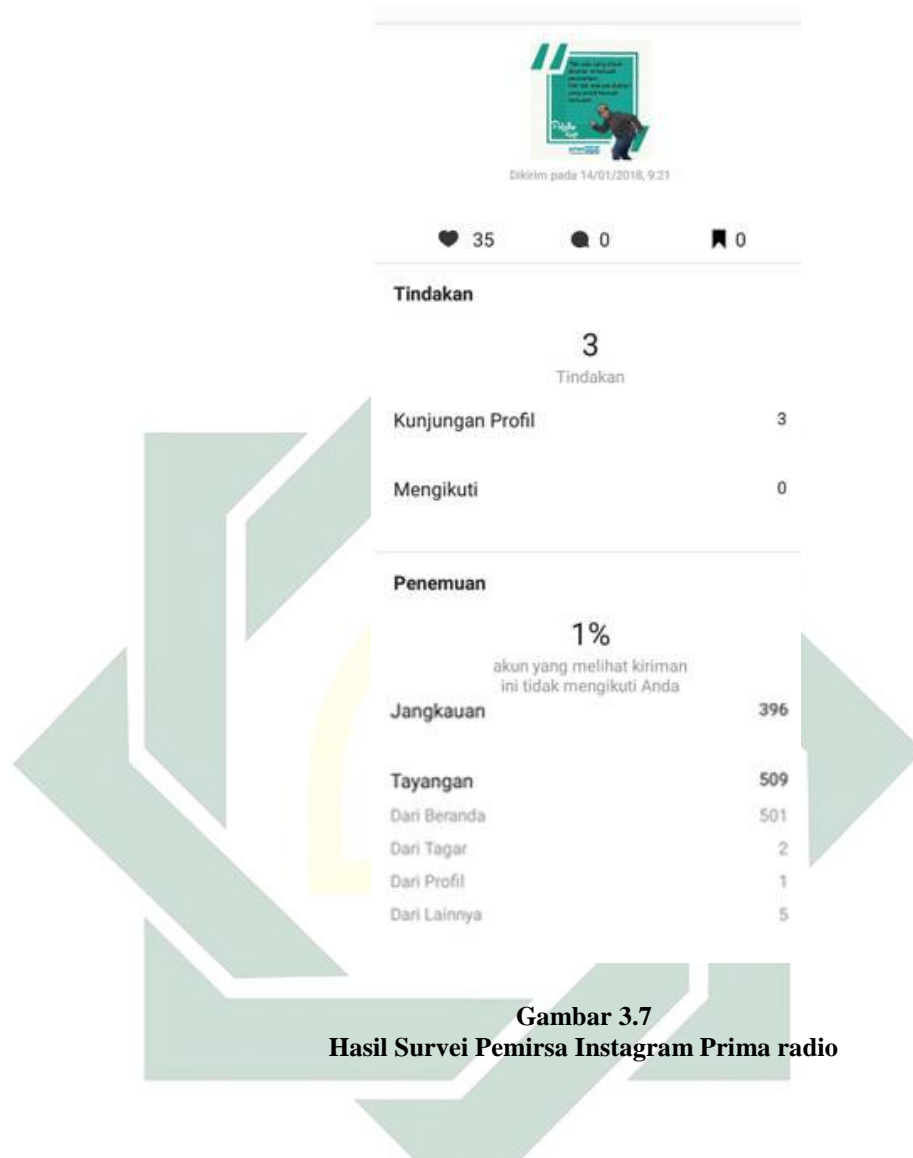 Dikirim pada 14/01/2018, 9:21
35 0 0
Tindakan
3
Tindakan
Kunjungan Profil 3
Mengikuti 0
Penemuan
1%
akun yang melihat kiriman
ini tidak mengikuti Anda
Jangkauan 396
Tayangan 509
Dari Beranda 501
Dari Tagar 2
Dari Profil 1
Dari Lainnya 5
Gambar 3.7
Hasil Survei Pemirsa Instagram Prima radio